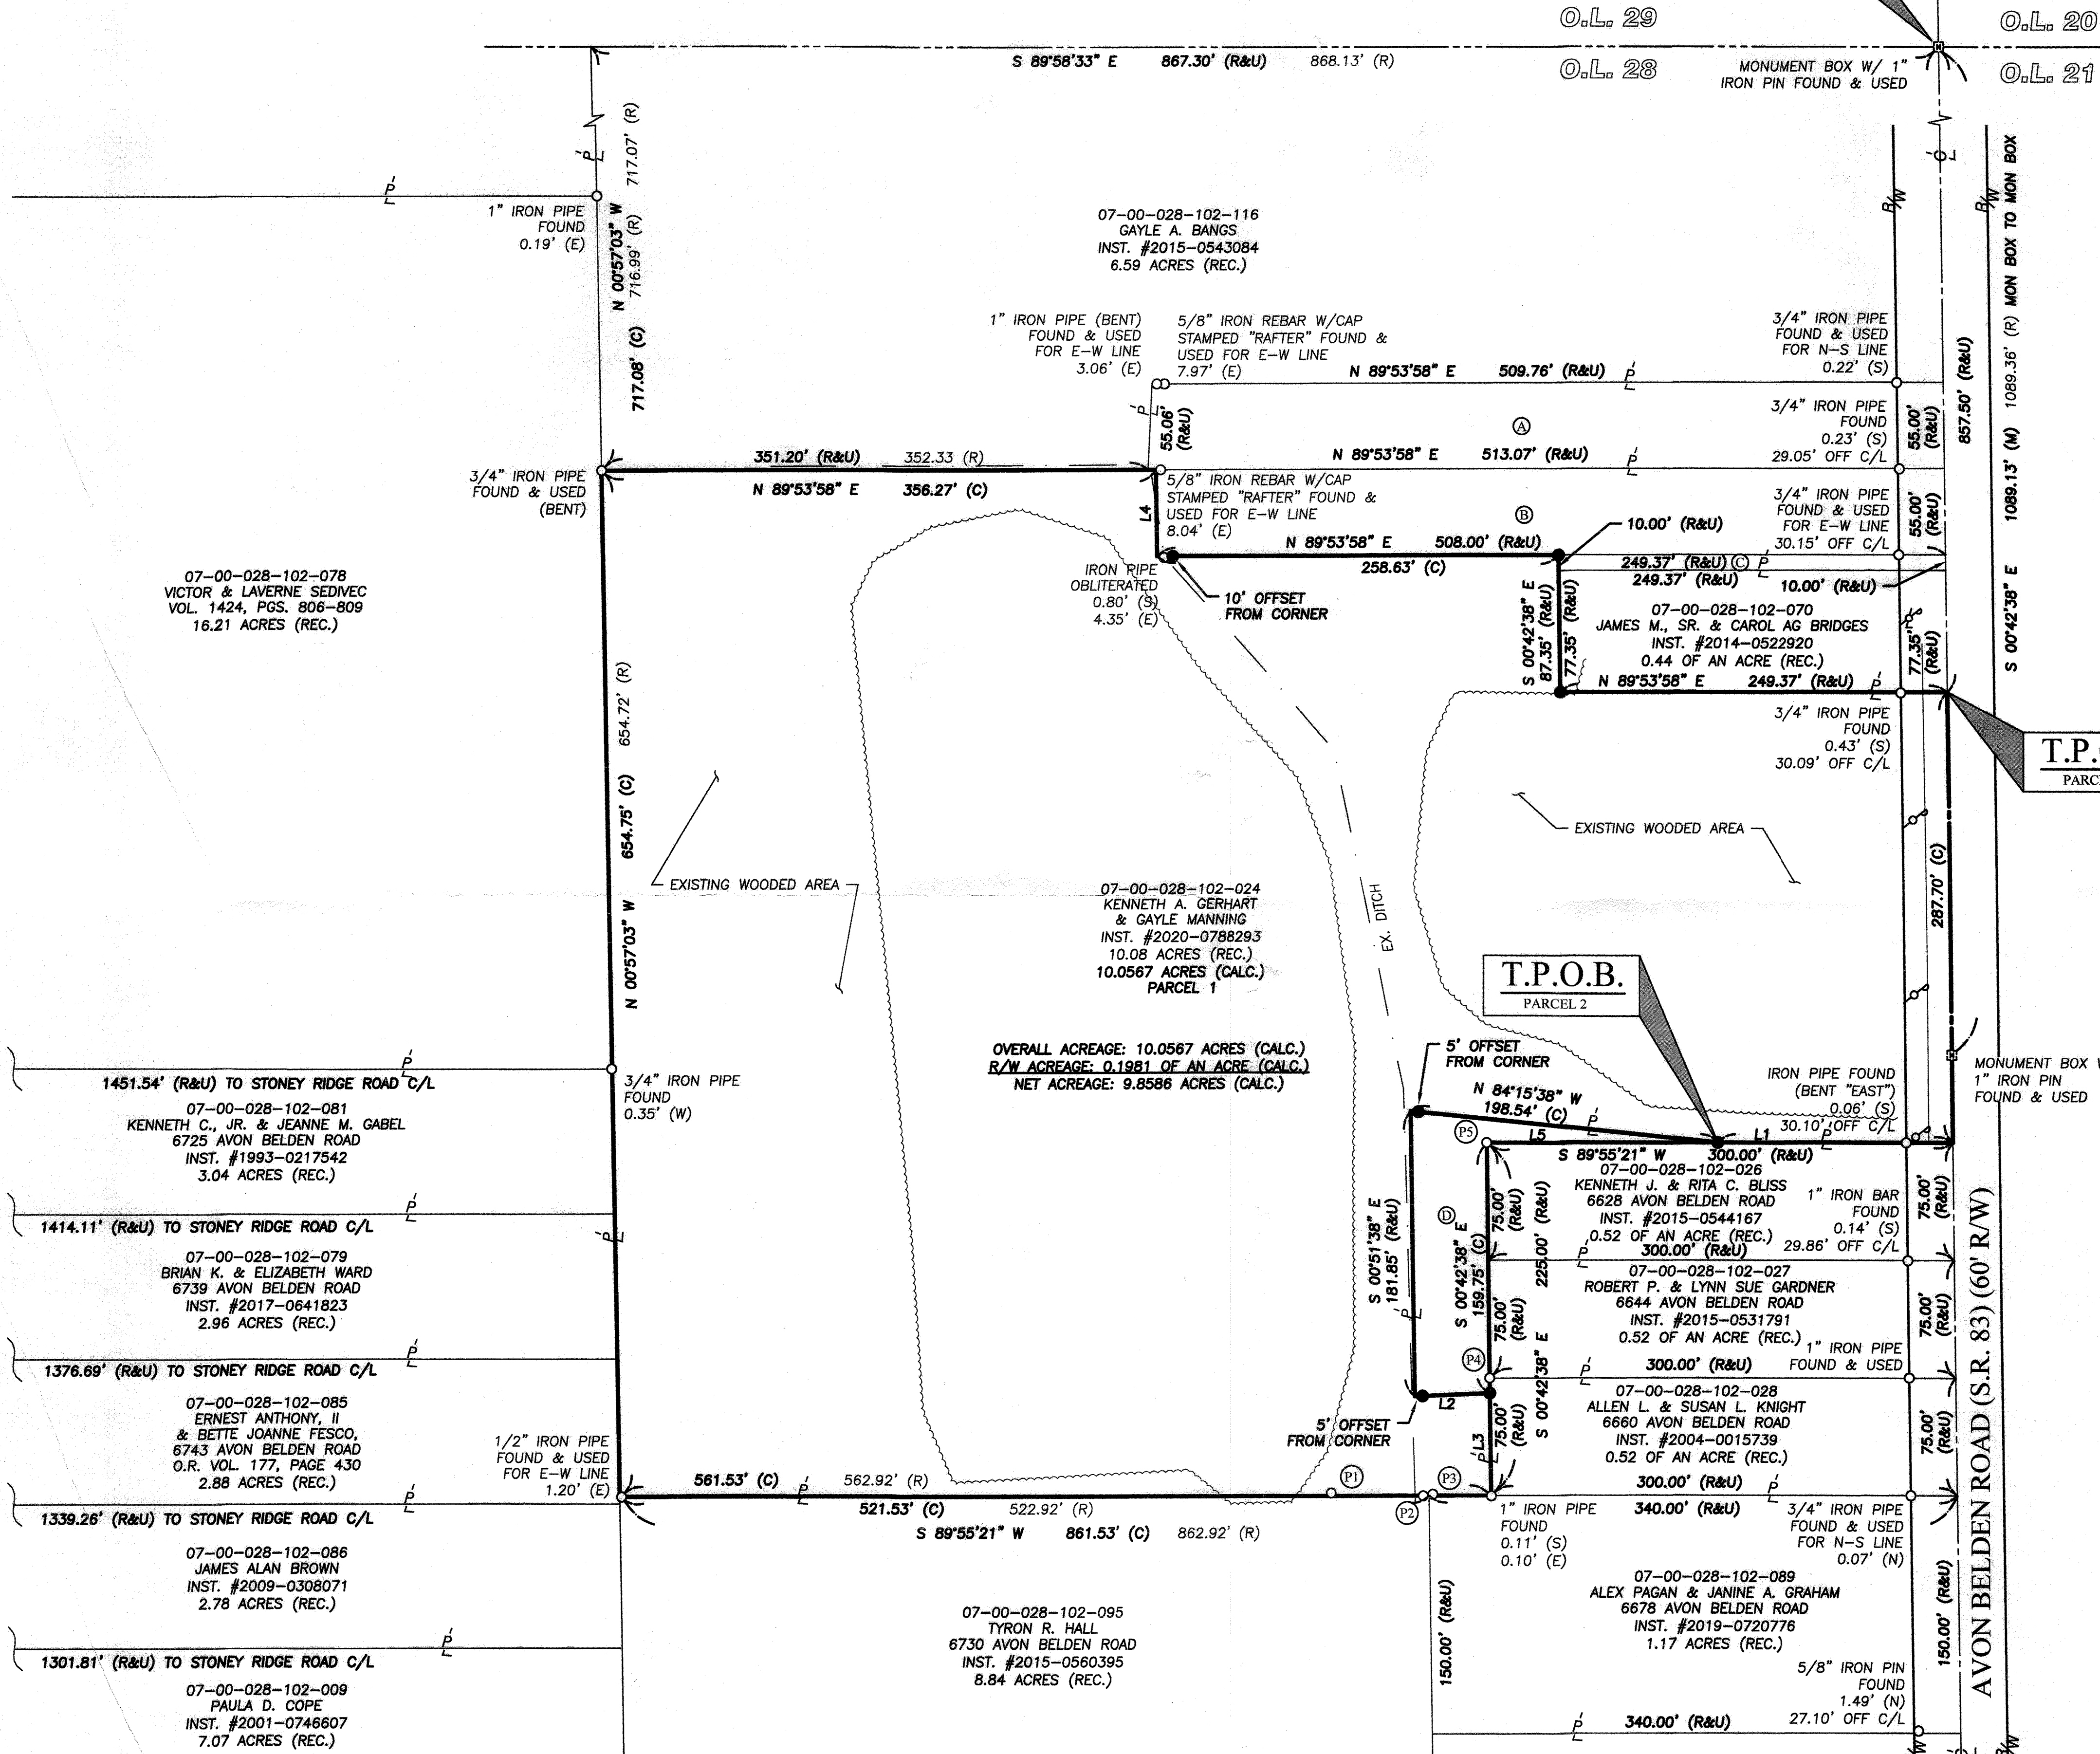 O.L. 29
O.L. 20
S 89°58'33" E 867.30' (R&U) 868.13' (R)
O.L. 28
O.L. 21
MONUMENT BOX W/ 1"
IRON PIN FOUND & USED
717.07' (R)
N 00°57'03" W
716.99' (R)
717.08' (C)
1" IRON PIPE
FOUND
0.19' (E)
07-00-028-102-116
GAYLE A. BANGS
INST. #2015-0543084
6.59 ACRES (REC.)
1" IRON PIPE (BENT)
FOUND & USED
FOR E-W LINE
3.06' (E)
5/8" IRON REBAR W/CAP
STAMPED "RAFTER" FOUND &
USED FOR E-W LINE
7.97' (E)
N 89°53'58" E 509.76' (R&U)
3/4" IRON PIPE
FOUND & USED
FOR N-S LINE
0.22' (S)
857.50' (R&U)
S 00°42'38" E 1089.13' (M) 1089.36' (R) MON BOX TO MON BOX
R/W
R/W
55.06'
(R&U)
A
3/4" IRON PIPE
FOUND
0.23' (S)
29.05' OFF C/L
55.00'
(R&U)
N 89°53'58" E 513.07' (R&U)
351.20' (R&U) 352.33 (R)
N 89°53'58" E 356.27' (C)
3/4" IRON PIPE
FOUND & USED
(BENT)
5/8" IRON REBAR W/CAP
STAMPED "RAFTER" FOUND &
USED FOR E-W LINE
8.04' (E)
L4
B
3/4" IRON PIPE
FOUND & USED
FOR E-W LINE
30.15' OFF C/L
55.00'
(R&U)
10.00' (R&U)
N 89°53'58" E 508.00' (R&U)
258.63' (C)
249.37' (R&U) C
249.37' (R&U)
10.00' (R&U)
IRON PIPE
OBLITERATED
0.80' (S)
4.35' (E)
10' OFFSET
FROM CORNER
S 00°42'38" E
87.35' (R&U)
77.35' (R&U)
07-00-028-102-070
JAMES M., SR. & CAROL AG BRIDGES
INST. #2014-0522920
0.44 OF AN ACRE (REC.)
77.35'
(R&U)
N 89°53'58" E 249.37' (R&U)
3/4" IRON PIPE
FOUND
0.43' (S)
30.09' OFF C/L
07-00-028-102-078
VICTOR & LAVERNE SEDIVEC
VOL. 1424, PGS. 806-809
16.21 ACRES (REC.)
N 00°57'03" W 654.75' (C) 654.72' (R)
EXISTING WOODED AREA
EXISTING WOODED AREA
287.70' (C)
07-00-028-102-024
KENNETH A. GERHART
& GAYLE MANNING
INST. #2020-0788293
10.08 ACRES (REC.)
10.0567 ACRES (CALC.)
PARCEL 1
EX. DITCH
OVERALL ACREAGE: 10.0567 ACRES (CALC.)
R/W ACREAGE: 0.1981 OF AN ACRE (CALC.)
NET ACREAGE: 9.8586 ACRES (CALC.)
T.P.O.B.
PARCEL 2
5' OFFSET
FROM CORNER
N 84°15'38" W
198.54' (C)
IRON PIPE FOUND
(BENT "EAST")
0.06' (S)
30.10' OFF C/L
1" IRON PIN
FOUND & USED
P5
L5
L1
S 89°55'21" W 300.00' (R&U)
1451.54' (R&U) TO STONEY RIDGE ROAD C/L
07-00-028-102-081
KENNETH C., JR. & JEANNE M. GABEL
6725 AVON BELDEN ROAD
INST. #1993-0217542
3.04 ACRES (REC.)
3/4" IRON PIPE
FOUND
0.35' (W)
1414.11' (R&U) TO STONEY RIDGE ROAD C/L
07-00-028-102-079
BRIAN K. & ELIZABETH WARD
6739 AVON BELDEN ROAD
INST. #2017-0641823
2.96 ACRES (REC.)
1376.69' (R&U) TO STONEY RIDGE ROAD C/L
07-00-028-102-085
ERNEST ANTHONY, II
& BETTE JOANNE FESCO,
6743 AVON BELDEN ROAD
O.R. VOL. 177, PAGE 430
2.88 ACRES (REC.)
1339.26' (R&U) TO STONEY RIDGE ROAD C/L
07-00-028-102-086
JAMES ALAN BROWN
INST. #2009-0308071
2.78 ACRES (REC.)
1301.81' (R&U) TO STONEY RIDGE ROAD C/L
07-00-028-102-009
PAULA D. COPE
INST. #2001-0746607
7.07 ACRES (REC.)
S 00°51'38" E
181.85' (R&U)
D
S 00°42'38" E
159.75' (C)
75.00'
(R&U)
S 00°42'38" E 225.00' (R&U)
07-00-028-102-026
KENNETH J. & RITA C. BLISS
6628 AVON BELDEN ROAD
INST. #2015-0544167
0.52 OF AN ACRE (REC.)
1" IRON BAR
FOUND
0.14' (S)
29.86' OFF C/L
75.00'
(R&U)
300.00' (R&U)
07-00-028-102-027
ROBERT P. & LYNN SUE GARDNER
6644 AVON BELDEN ROAD
INST. #2015-0531791
0.52 OF AN ACRE (REC.)
75.00'
(R&U)
75.00'
(R&U)
1" IRON PIPE
FOUND & USED
300.00' (R&U)
P4
L2
5' OFFSET
FROM CORNER
L3
75.00'
(R&U)
07-00-028-102-028
ALLEN L. & SUSAN L. KNIGHT
6660 AVON BELDEN ROAD
INST. #2004-0015739
0.52 OF AN ACRE (REC.)
75.00'
(R&U)
1/2" IRON PIPE
FOUND & USED
FOR E-W LINE
1.20' (E)
561.53' (C) 562.92' (R)
521.53' (C) 522.92' (R)
S 89°55'21" W 861.53' (C) 862.92' (R)
P1
P2
P3
300.00' (R&U)
340.00' (R&U)
1" IRON PIPE
FOUND
0.11' (S)
0.10' (E)
3/4" IRON PIPE
FOUND & USED
FOR N-S LINE
0.07' (N)
07-00-028-102-089
ALEX PAGAN & JANINE A. GRAHAM
6678 AVON BELDEN ROAD
INST. #2019-0720776
1.17 ACRES (REC.)
150.00' (R&U)
150.00' (R&U)
07-00-028-102-095
TYRON R. HALL
6730 AVON BELDEN ROAD
INST. #2015-0560395
8.84 ACRES (REC.)
5/8" IRON PIN
FOUND
1.49' (N)
27.10' OFF C/L
340.00' (R&U)
AVON BELDEN ROAD (S.R. 83) (60' R/W)
MONUMENT BOX